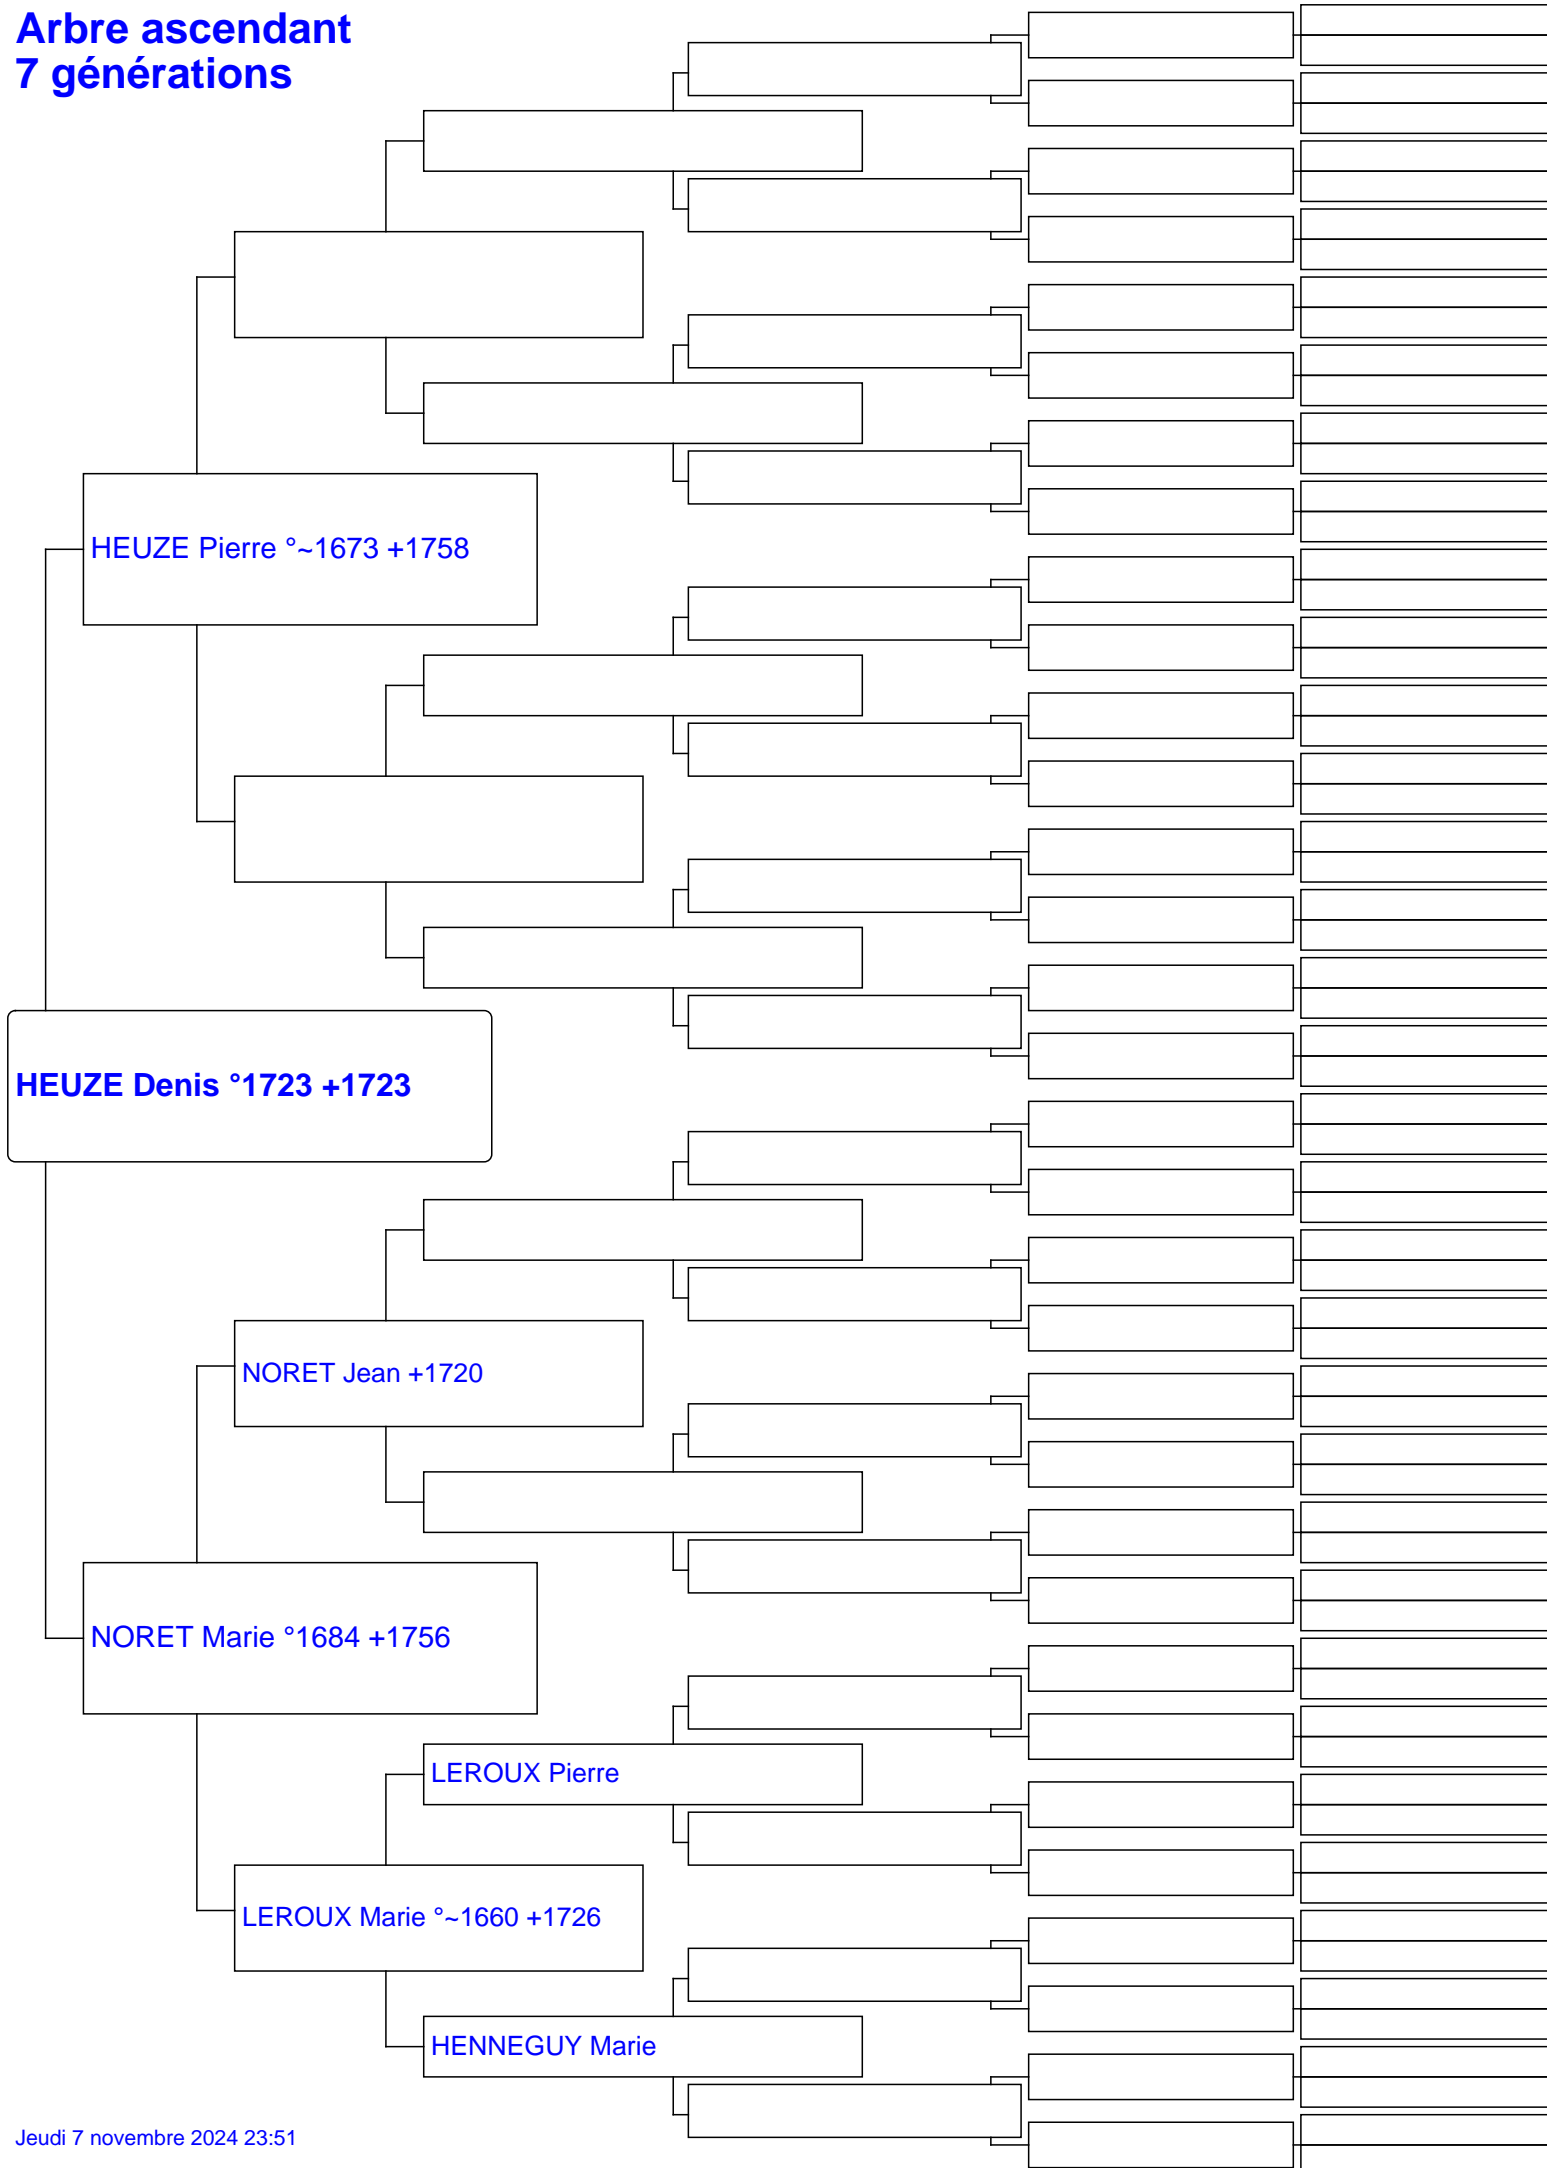 Arbre ascendant
7 générations
HEUZE Pierre °~1673 +1758
HEUZE Denis °1723 +1723
NORET Jean +1720
NORET Marie °1684 +1756
LEROUX Pierre
LEROUX Marie °~1660 +1726
HENNEGUY Marie
Jeudi 7 novembre 2024 23:51